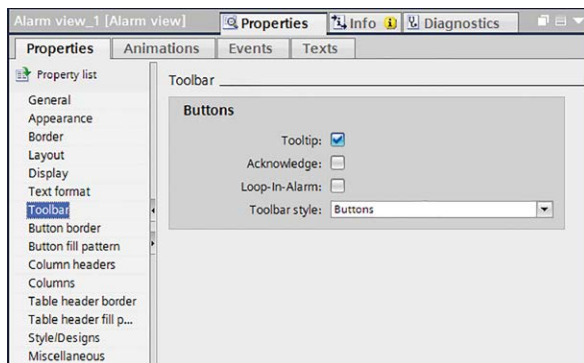 Alarm view_1 [Alarm view]
Properties
Info
Diagnostics
Properties
Animations
Events
Texts
Property list
General
Appearance
Border
Layout
Display
Text format
Toolbar
Button border
Button fill pattern
Column headers
Columns
Table header border
Table header fill p...
Style/Designs
Miscellaneous
Toolbar
Buttons
Tooltip:
Acknowledge:
Loop-In-Alarm:
Toolbar style: Buttons